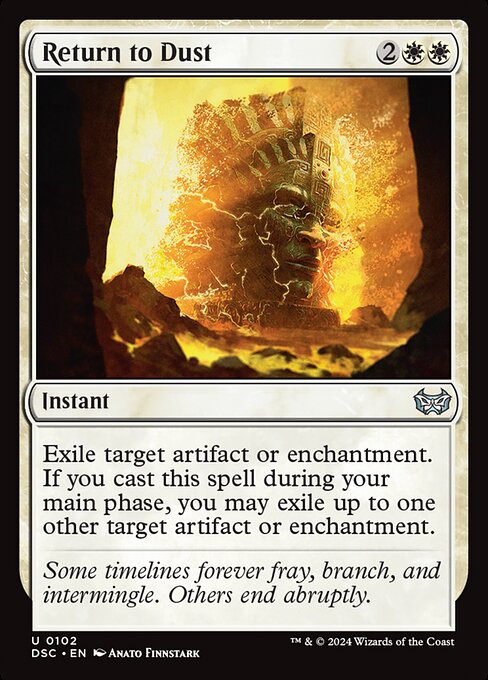 Return to Dust 2
Instant
Exile target artifact or enchantment.
If you cast this spell during your
main phase, you may exile up to one
other target artifact or enchantment.
Some timelines forever fray, branch, and
intermingle. Others end abruptly.
U 0102
DSC • EN Anato Finnstark
™ & © 2024 Wizards of the Coast